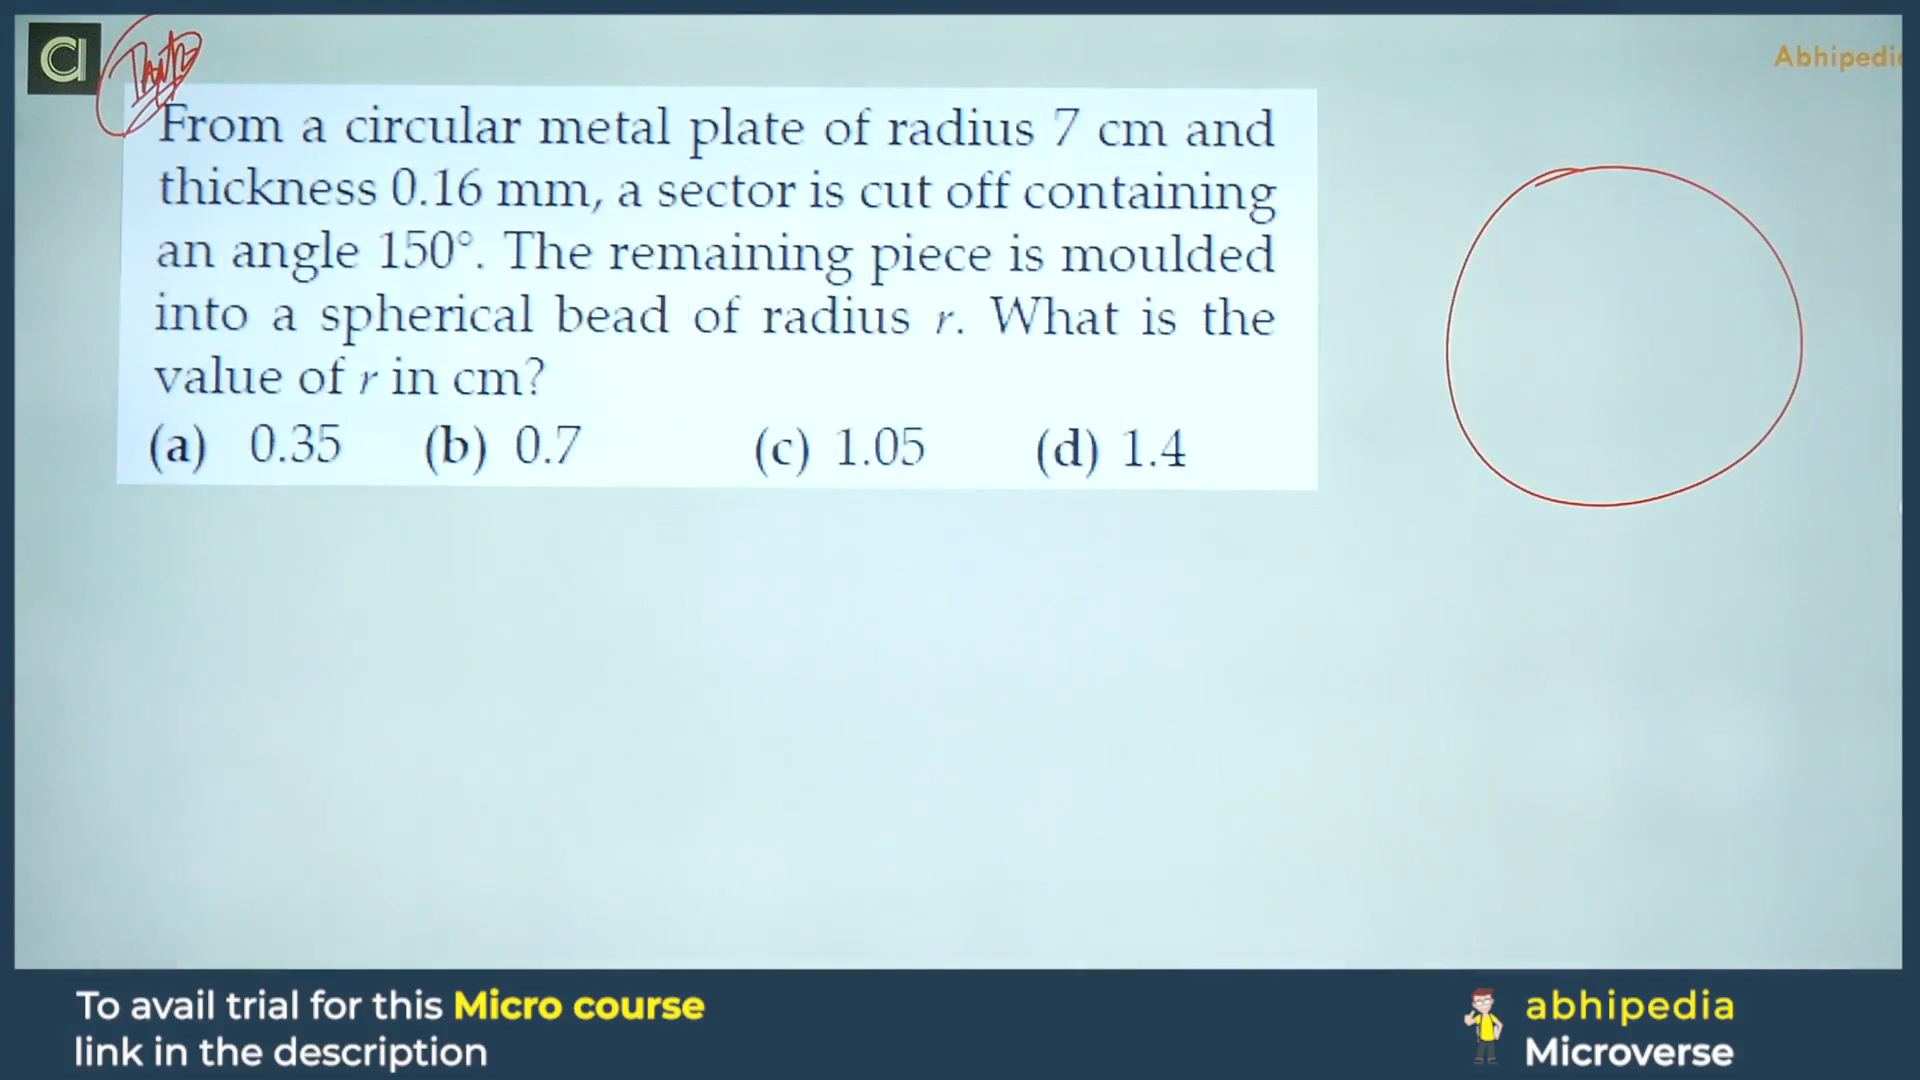 Abhipedi
From a circular metal plate of radius 7 cm and
thickness 0.16 mm, a sector is cut off containing
an angle 150°. The remaining piece is moulded
into a spherical bead of radius r. What is the
value of r in cm?
(a) 0.35 (b) 0.7 (c) 1.05 (d) 1.4
To avail trial for this Micro course
link in the description
abhipedia
Microverse